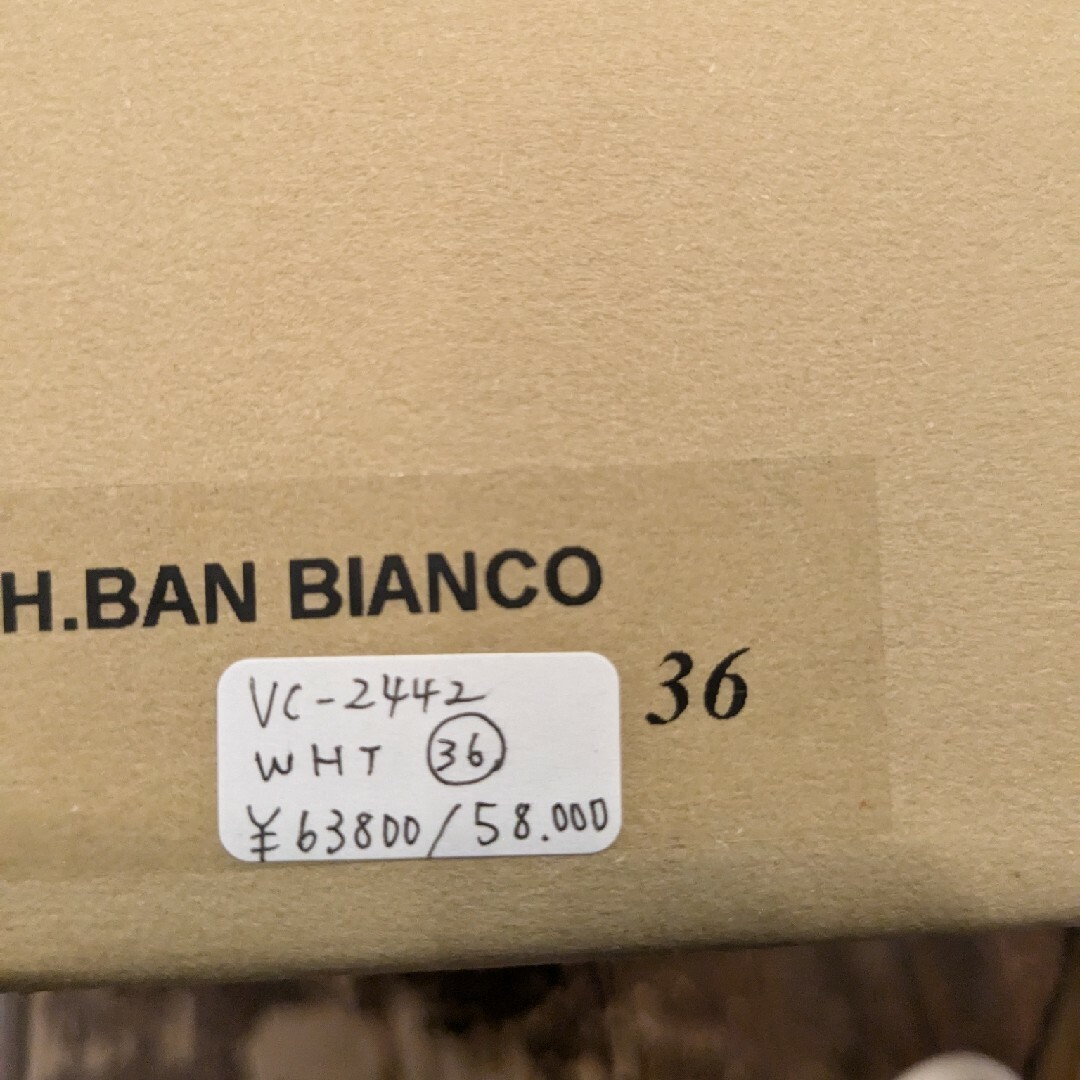 H.BAN BIANCO
36
VC-2442
WHT 36
¥63800/58.000